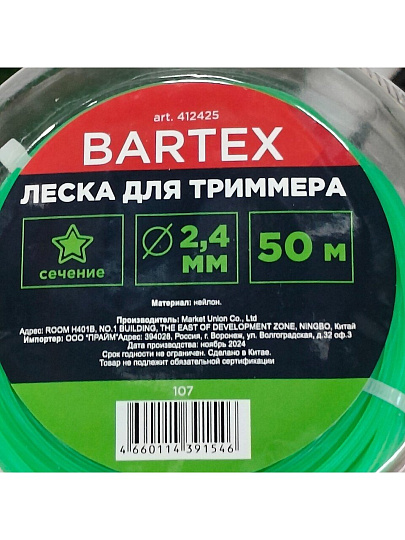 art. 412425
BARTEX
ЛЕСКА ДЛЯ ТРИММЕРА
сечение
2,4 мм
50 м
Материал: нейлон.
Производитель: Market Union Co., Ltd
Адрес: ROOM H401B, NO.1 BUILDING, THE EAST OF DEVELOPMENT ZONE, NINGBO, Китай
Импортер: ООО "ПРАЙМ"Адрес: 394028, Россия, г. Воронеж, ул. Волгоградская, д.32 оф.3
Дата производства: ноябрь 2024
Срок годности не ограничен. Сделано в Китае.
Товар не подлежит обязательной сертификации
107
4 660114 391546